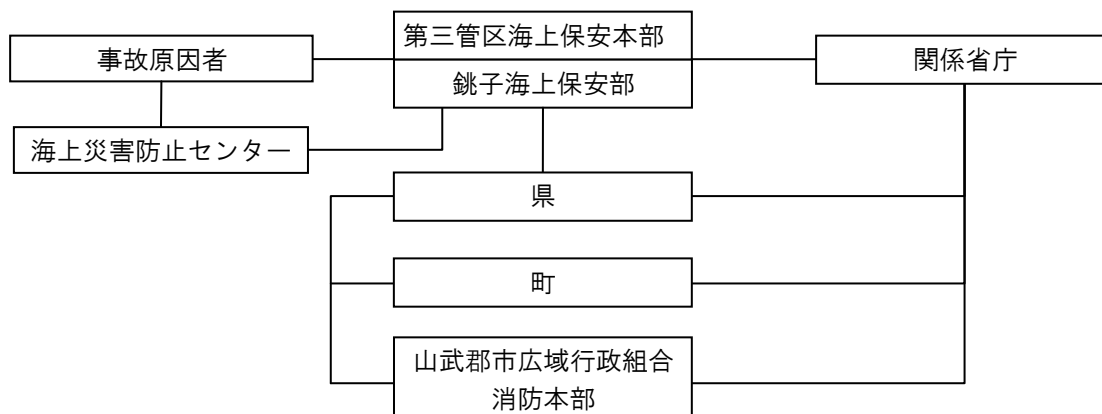 第三管区海上保安本部
事故原因者
関係省庁
銚子海上保安部
海上災害防止センター
県
町
山武郡市広域行政組合
消防本部